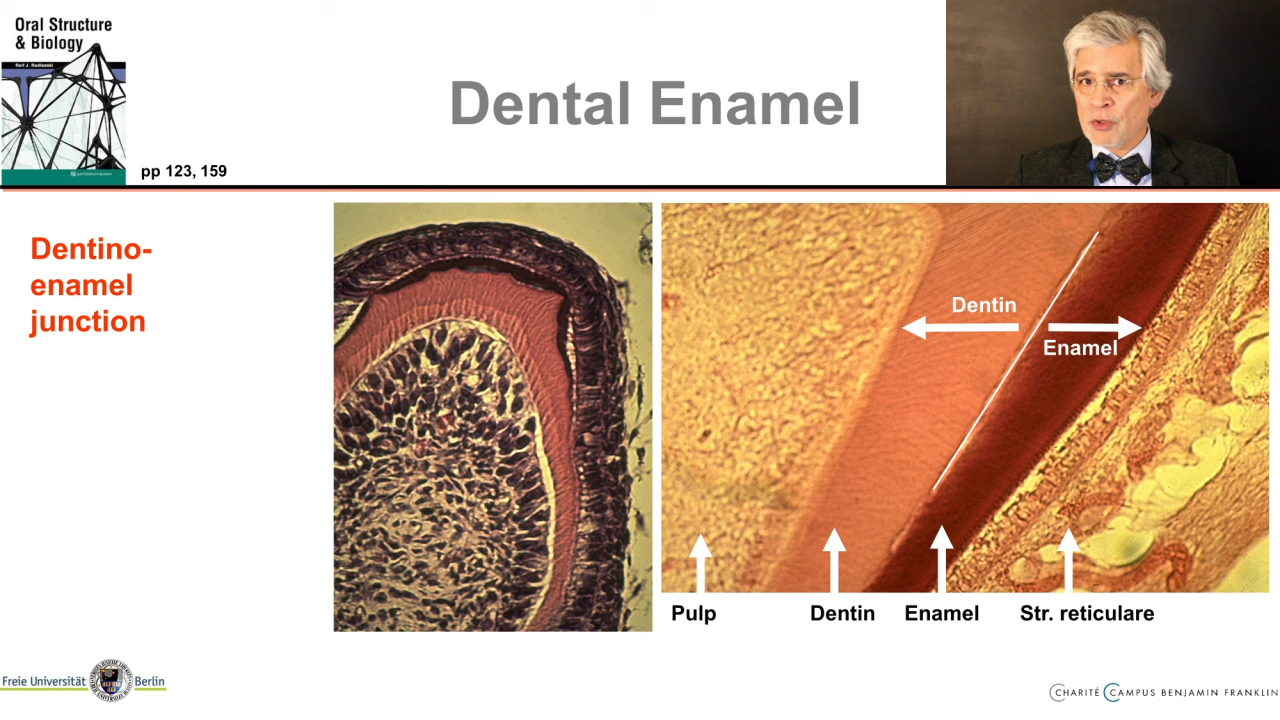 Oral Structure
& Biology
Ralf J. Radlanski
Dental Enamel
pp 123, 159
Dentino-
enamel
junction
Dentin
Enamel
Pulp
Dentin
Enamel
Str. reticulare
Freie Universität
Berlin
CHARITÉ CAMPUS BENJAMIN FRANKLIN